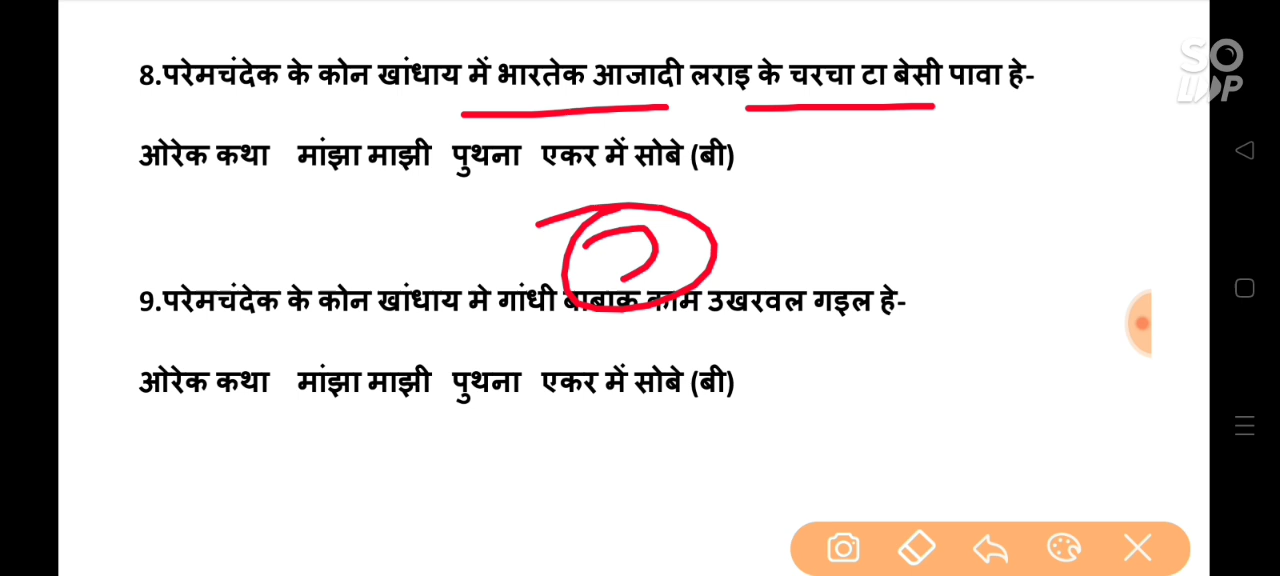 8.परेमचंदेक के कोन खांधाय में भारतेक आजादी लराइ के चरचा टा बेसी पावा हे-
ओरेक कथा मांझा माझी पुथना एकर में सोबे (बी)
9.परेमचंदेक के कोन खांधाय मे गांधी बाबाक काम उखरवल गइल हे-
ओरेक कथा मांझा माझी पुथना एकर में सोबे (बी)